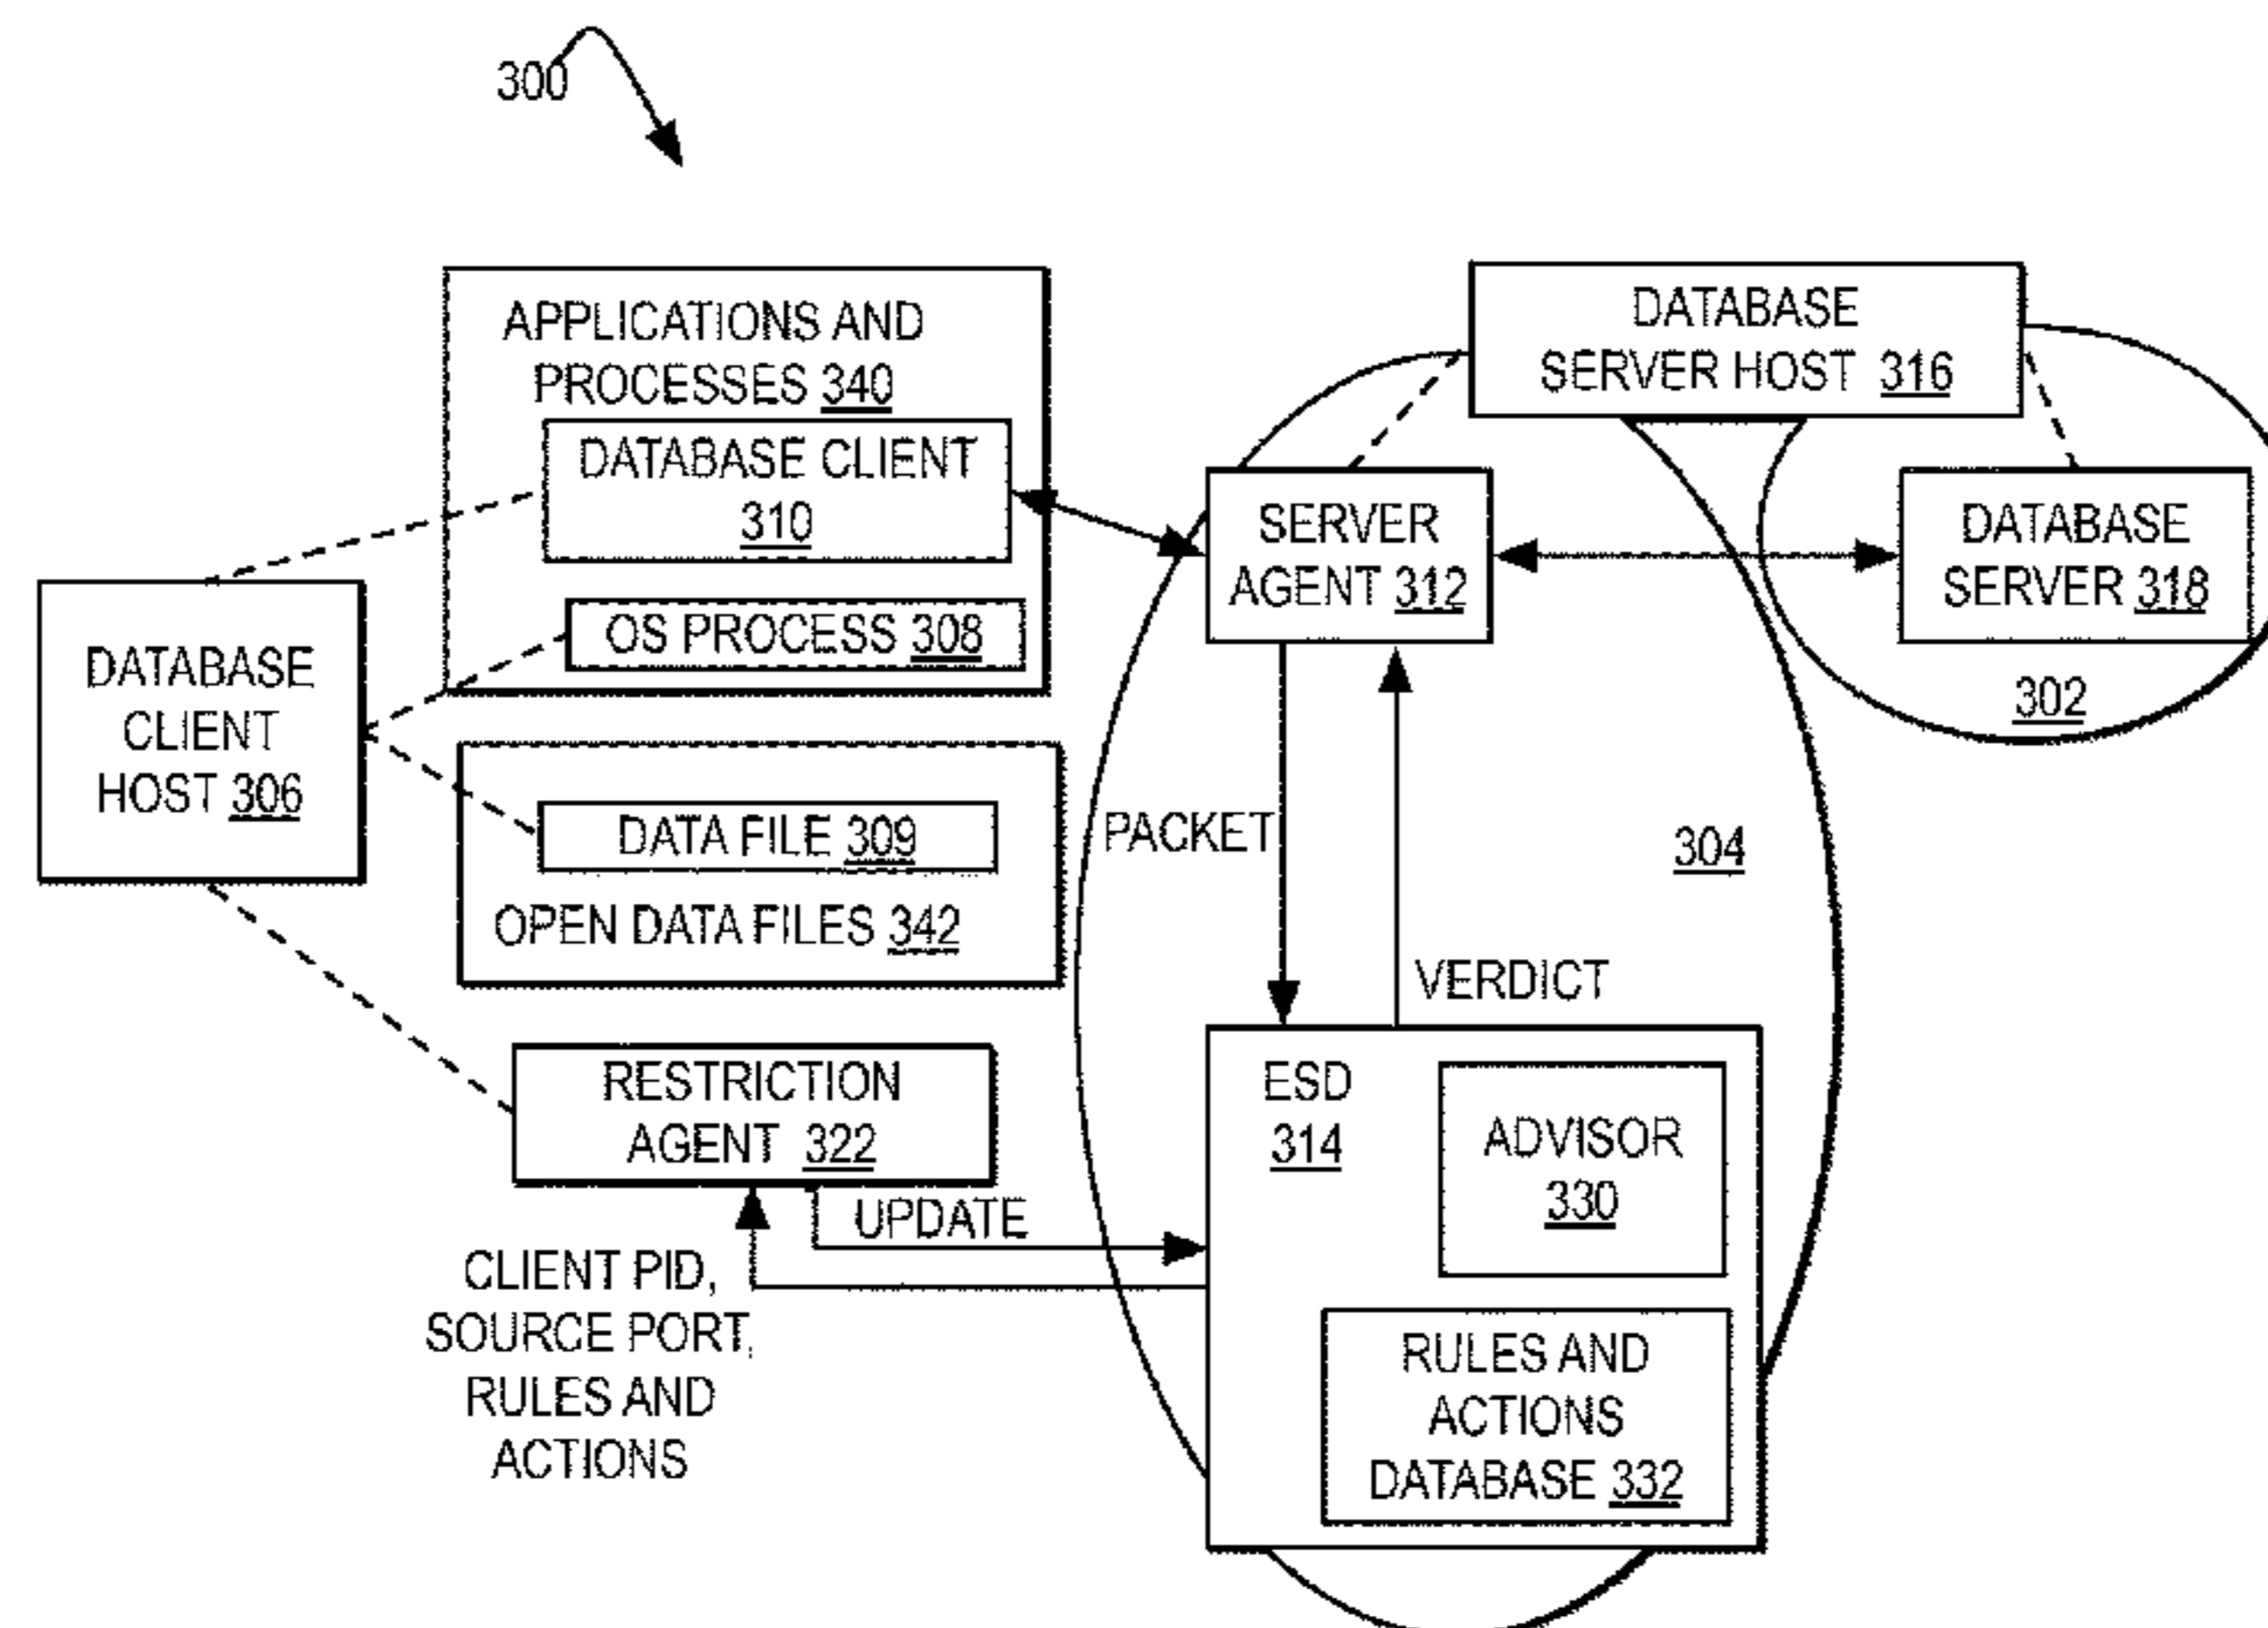 300
APPLICATIONS AND
PROCESSES 340
DATABASE CLIENT
310
OS PROCESS 308
DATABASE
CLIENT
HOST 306
DATA FILE 309
OPEN DATA FILES 342
RESTRICTION
AGENT 322
UPDATE
CLIENT PID,
SOURCE PORT,
RULES AND
ACTIONS
DATABASE
SERVER HOST 316
SERVER
AGENT 312
DATABASE
SERVER 318
302
PACKET
304
VERDICT
ESD
314
ADVISOR
330
RULES AND
ACTIONS
DATABASE 332